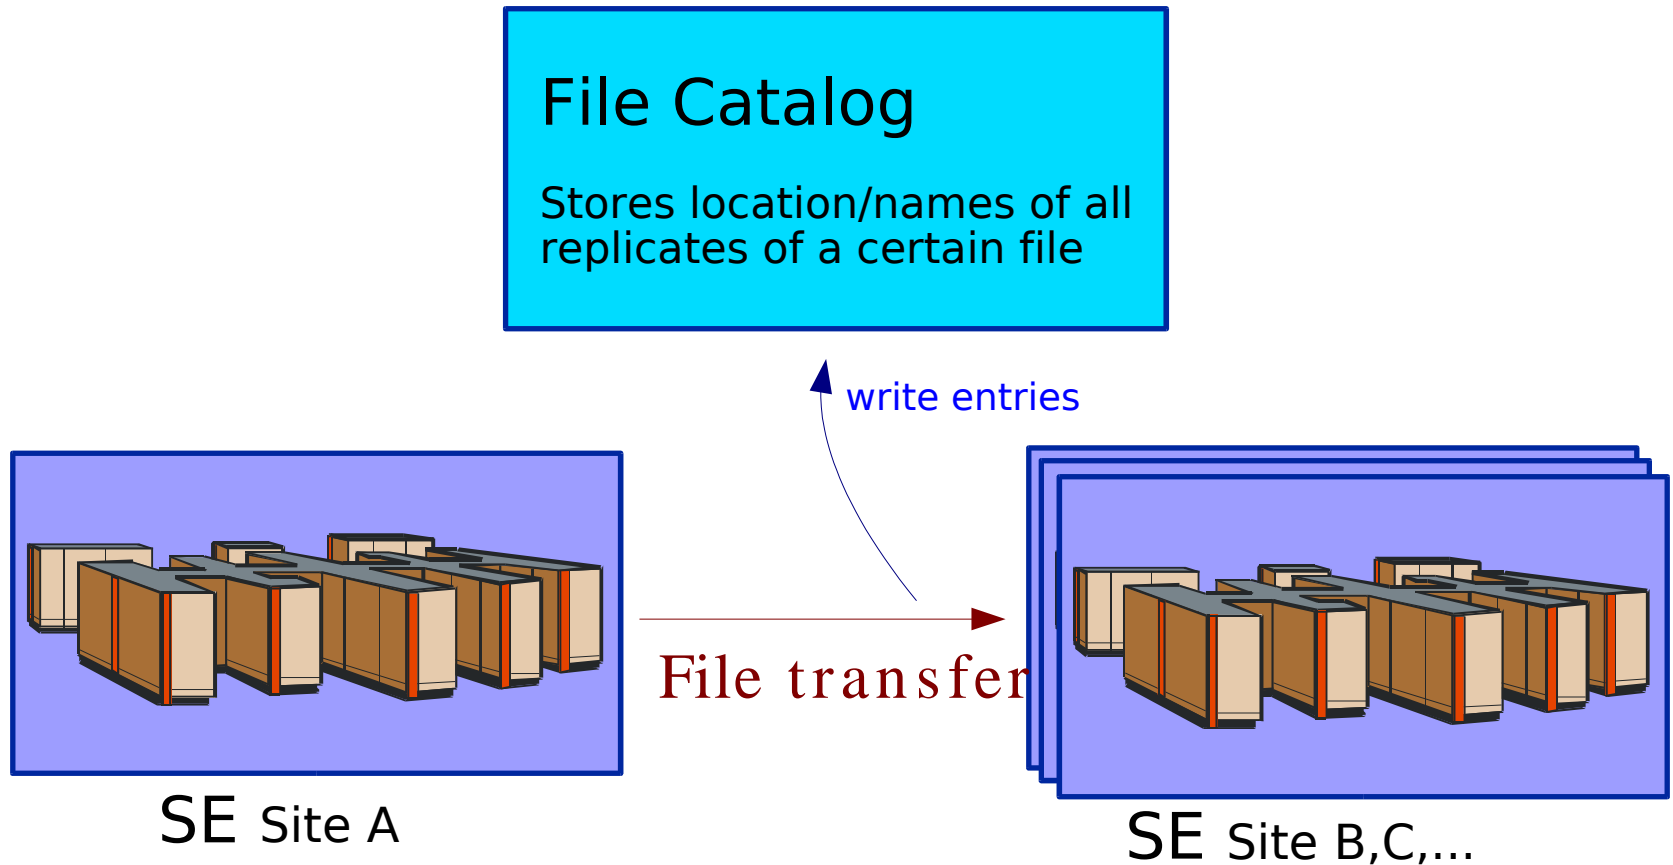 File Catalog
Stores location/names of all
replicates of a certain file
write entries
File transfer
SE Site A
SE Site B,C,...